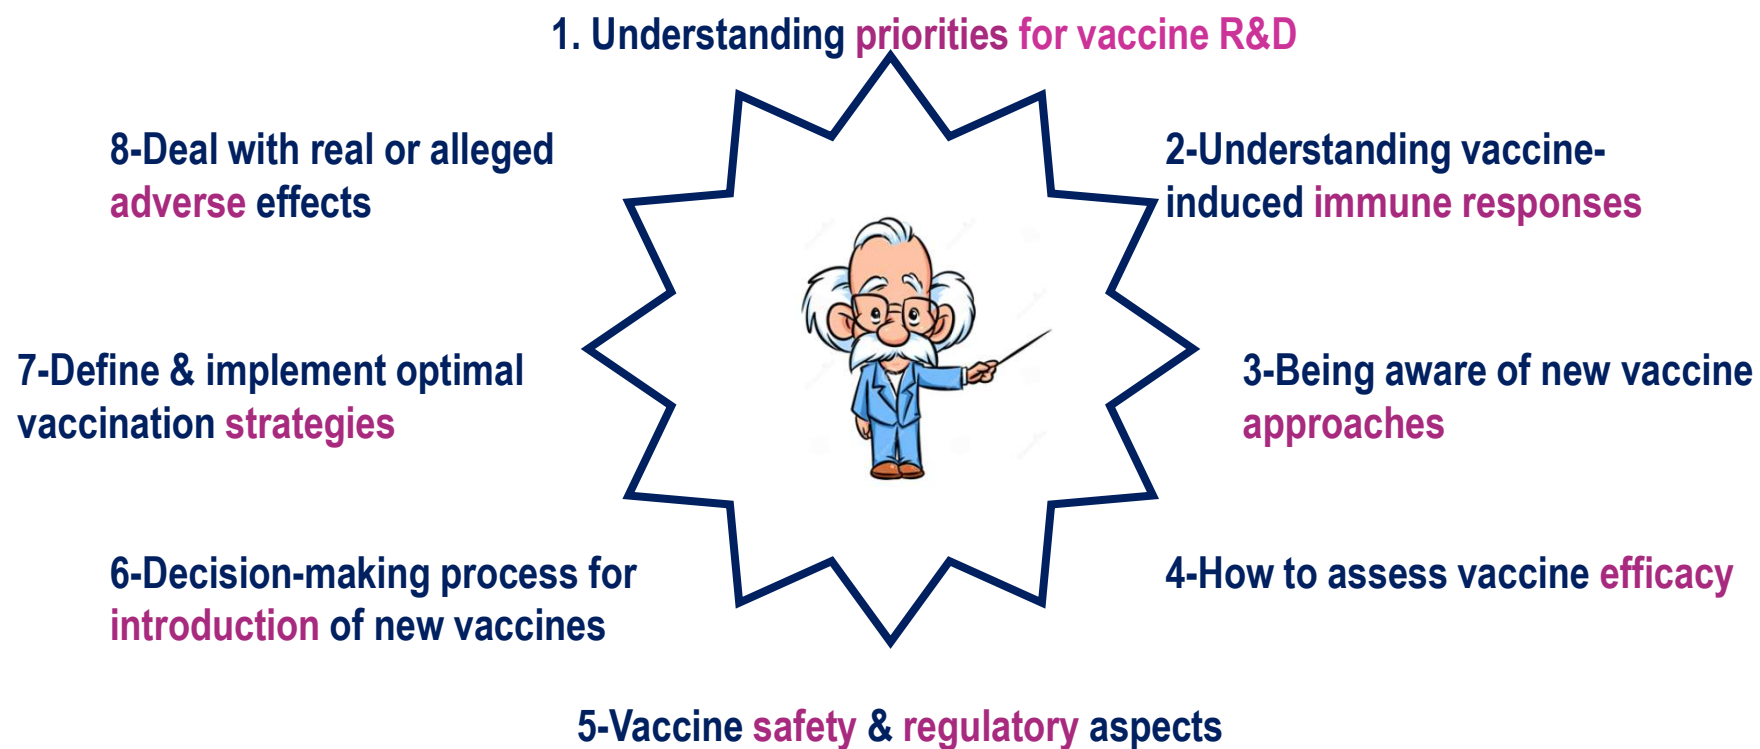 1. Understanding priorities for vaccine R&D
2-Understanding vaccine-
induced immune responses
3-Being aware of new vaccine
approaches
4-How to assess vaccine efficacy
5-Vaccine safety & regulatory aspects
6-Decision-making process for
introduction of new vaccines
7-Define & implement optimal
vaccination strategies
8-Deal with real or alleged
adverse effects